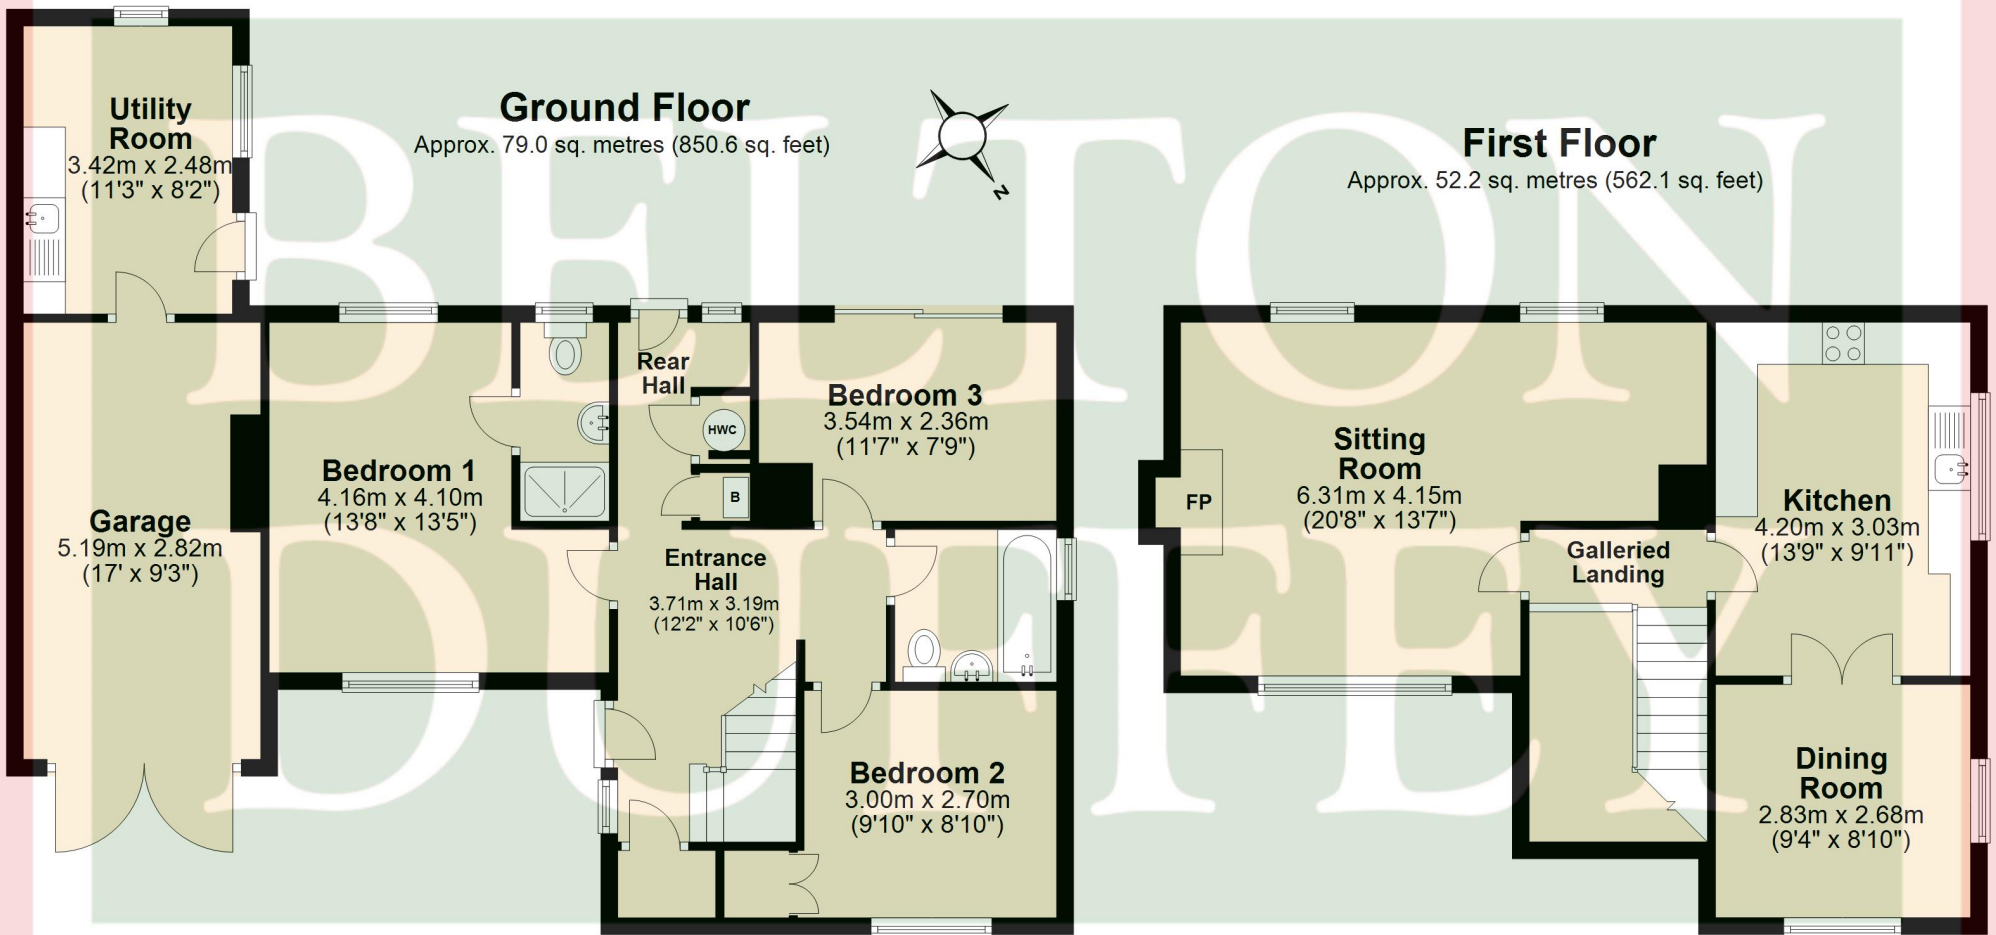 Ground Floor
Approx. 79.0 sq. metres (850.6 sq. feet)
Utility
Room
3.42m x 2.48m
(11'3" x 8'2")
Garage
5.19m x 2.82m
(17' x 9'3")
Bedroom 1
4.16m x 4.10m
(13'8" x 13'5")
Rear
Hall
HWC
B
Bedroom 3
3.54m x 2.36m
(11'7" x 7'9")
Entrance
Hall
3.71m x 3.19m
(12'2" x 10'6")
Bedroom 2
3.00m x 2.70m
(9'10" x 8'10")
N
First Floor
Approx. 52.2 sq. metres (562.1 sq. feet)
Sitting
Room
6.31m x 4.15m
(20'8" x 13'7")
FP
Galleried
Landing
Kitchen
4.20m x 3.03m
(13'9" x 9'11")
Dining
Room
2.83m x 2.68m
(9'4" x 8'10")
BELTON
DUFFEY